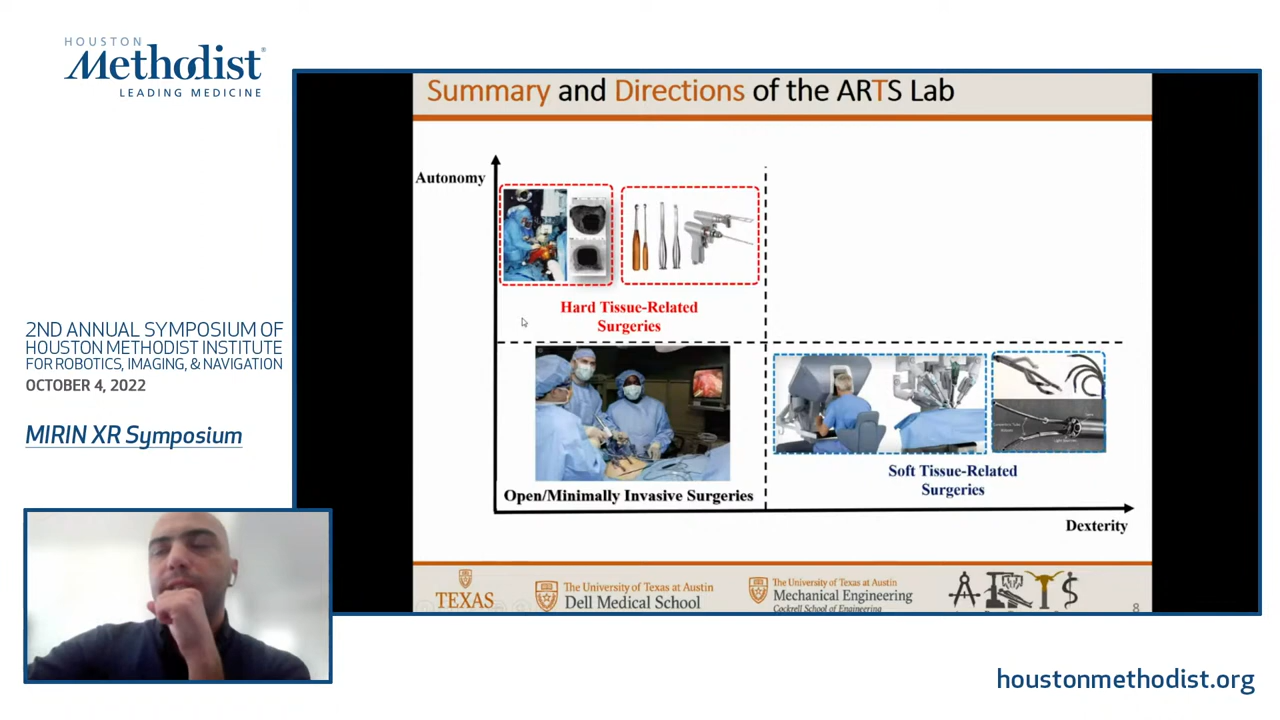 HOUSTON
Methodist®
LEADING MEDICINE
2ND ANNUAL SYMPOSIUM OF
HOUSTON METHODIST INSTITUTE
FOR ROBOTICS, IMAGING, & NAVIGATION
OCTOBER 4, 2022
MIRIN XR Symposium
Summary and Directions of the ARTS Lab
Autonomy
Hard Tissue-Related
Surgeries
Open/Minimally Invasive Surgeries
Soft Tissue-Related
Surgeries
Dexterity
TEXAS
The University of Texas at Austin
Dell Medical School
The University of Texas at Austin
Mechanical Engineering
Cockrell School of Engineering
ARTS
8
houstonmethodist.org